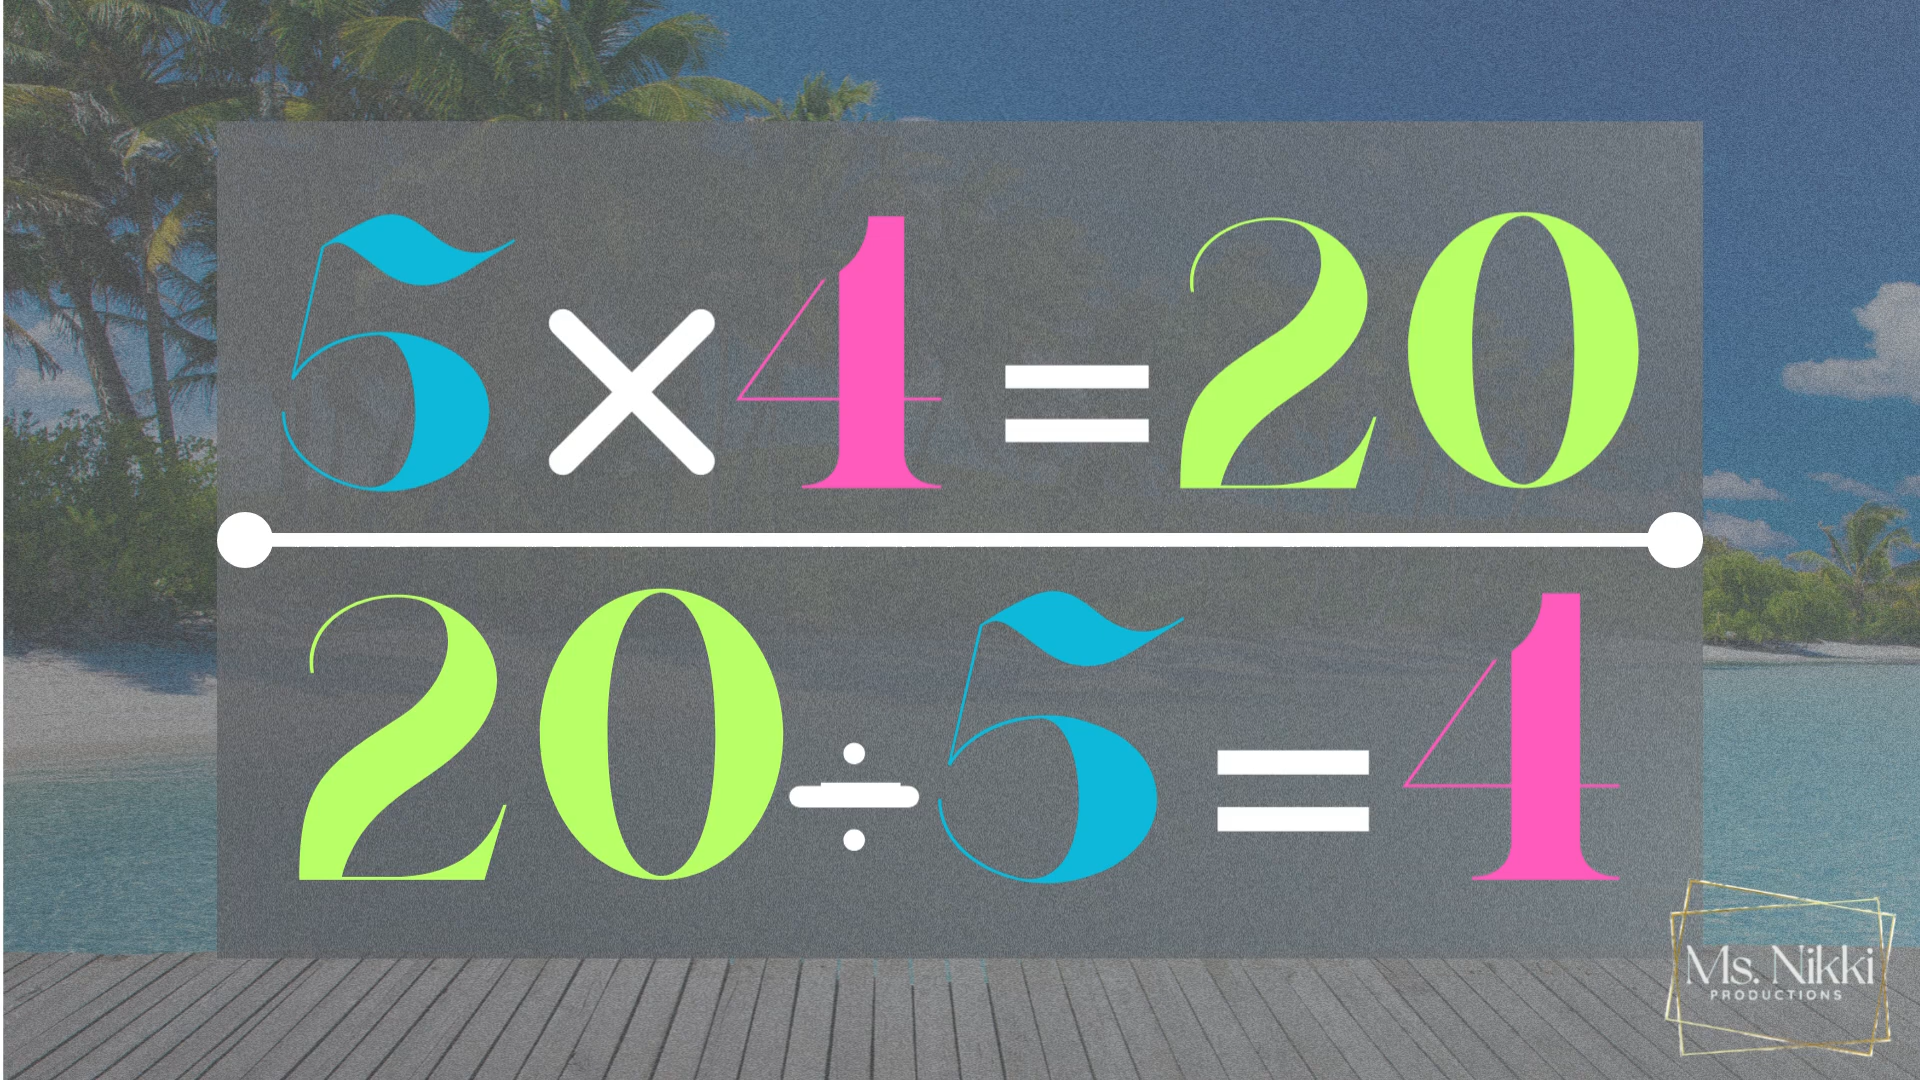 5 × 4 = 20
20 ÷ 5 = 4
Ms. Nikki
PRODUCTIONS